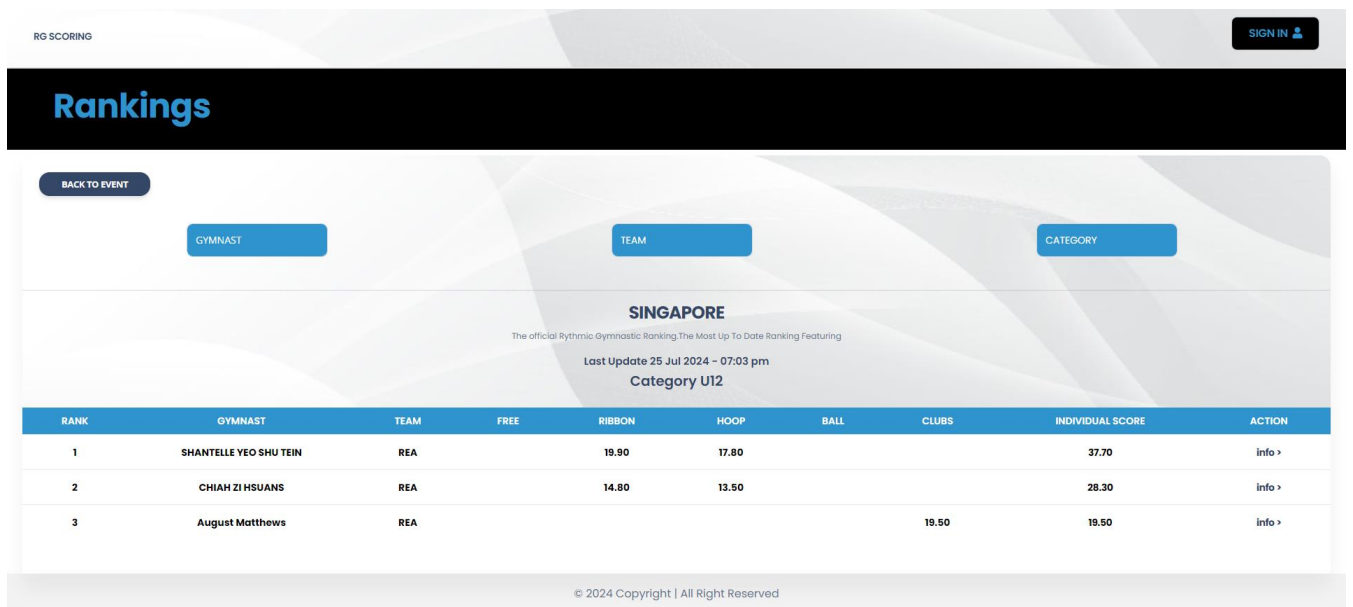 RG SCORING
SIGN IN
Rankings
BACK TO EVENT
GYMNAST TEAM CATEGORY
SINGAPORE
The official Rythmic Gymnastic Ranking.The Most Up To Date Ranking Featuring
Last Update 25 Jul 2024 - 07:03 pm
Category U12
RANK GYMNAST TEAM FREE RIBBON HOOP BALL CLUBS INDIVIDUAL SCORE ACTION
1 SHANTELLE YEO SHU TEIN REA 19.90 17.80 37.70 info >
2 CHIAH ZI HSUANS REA 14.80 13.50 28.30 info >
3 August Matthews REA 19.50 19.50 info >
© 2024 Copyright | All Right Reserved